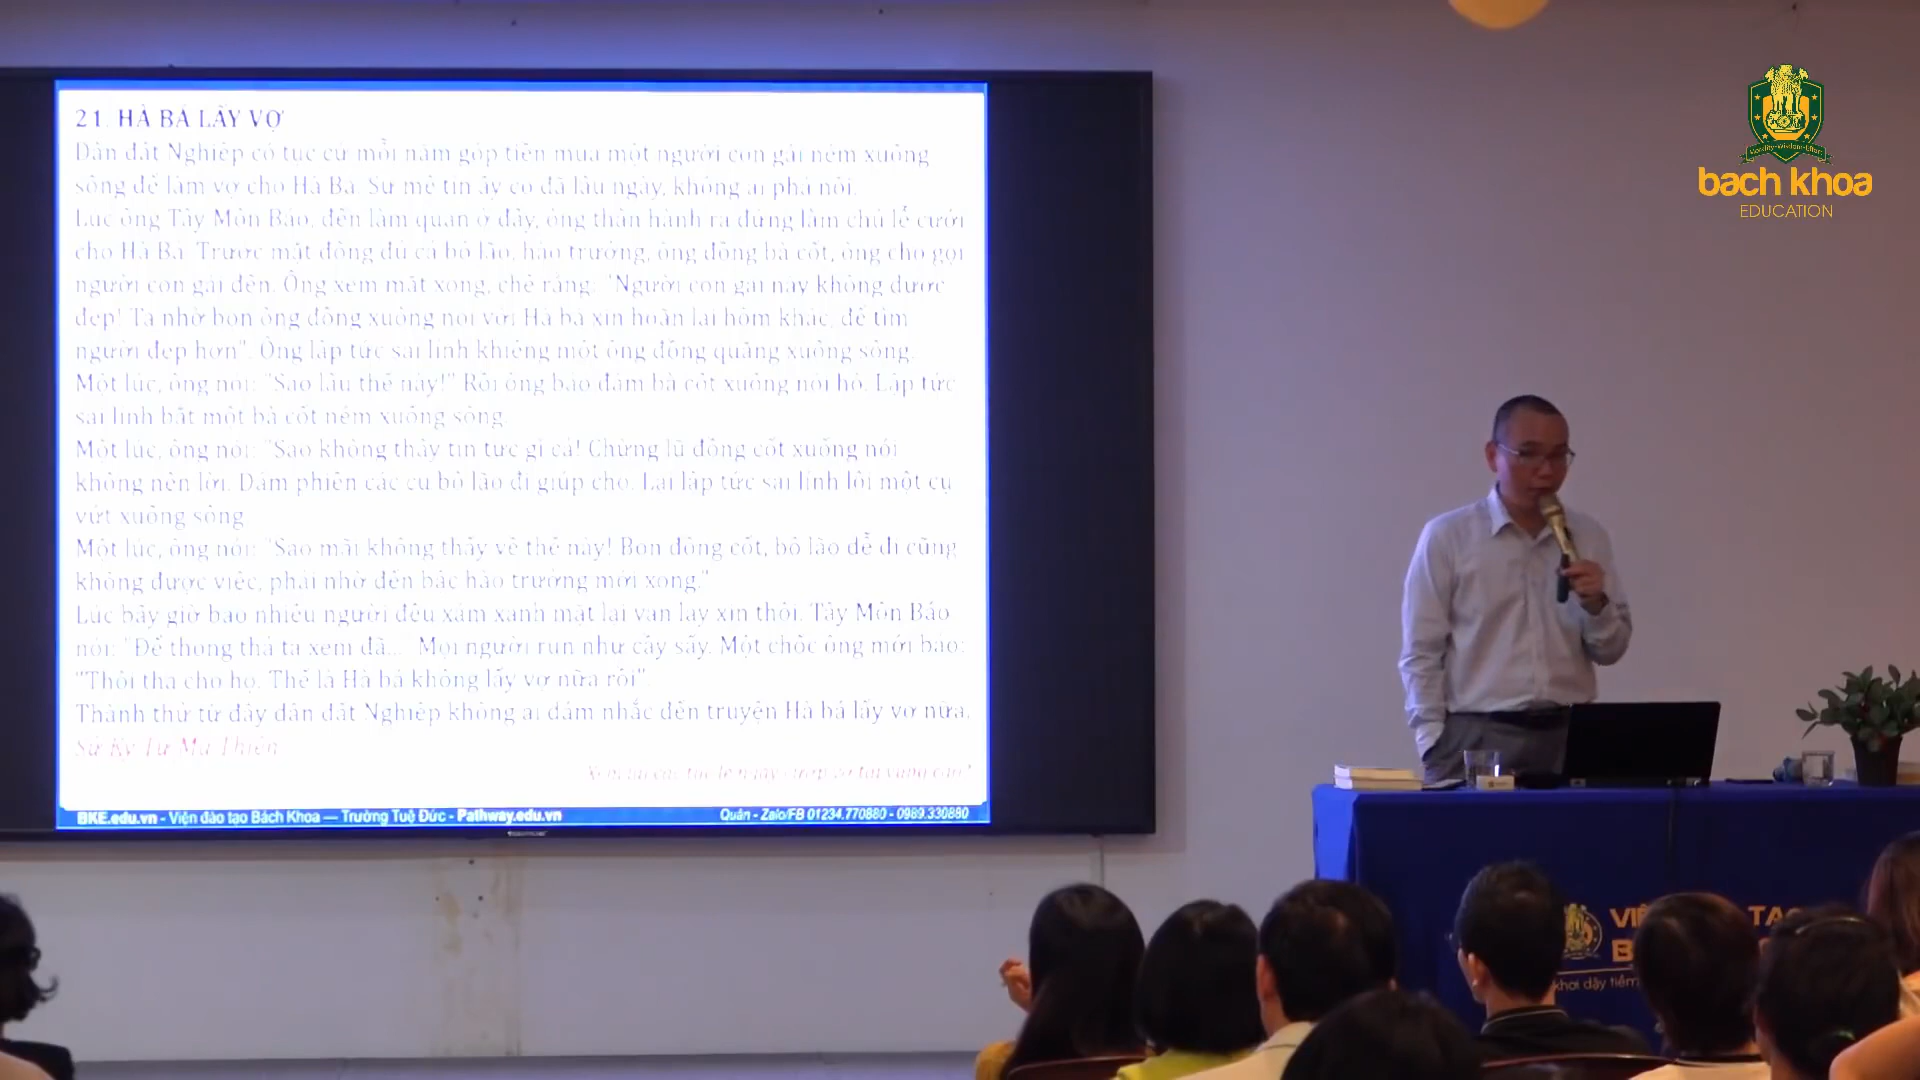 21. HÀ BÁ LẤY VỢ
Dân đất Nghiệp có tục cứ mỗi năm góp tiền mua một người con gái ném xuống
sông để làm vợ cho Hà Bá. Sự mê tín ấy có đã lâu ngày, không ai phá nổi.
Lúc ông Tây Môn Báo, đến làm quan ở đấy, ông thân hành ra đứng làm chủ lễ cưới
cho Hà Bá. Trước mặt đông đủ cả bô lão, hào trưởng, ông đồng bà cốt, ông cho gọi
người con gái đến. Ông xem mặt xong, chê rằng: "Người con gái này không được
đẹp! Ta nhờ bọn ông đồng xuống nói với Hà bá xin hoãn lại hôm khác, để tìm
người đẹp hơn". Ông lập tức sai lính khiêng một ông đồng quăng xuống sông.
Một lúc, ông nói: "Sao lâu thế này!" Rồi ông bảo đám bà cốt xuống nói hộ. Lập tức
sai lính bắt một bà cốt ném xuống sông.
Một lúc, ông nói: "Sao không thấy tin tức gì cả! Chừng lũ đồng cốt xuống nói
không nên lời. Dám phiền các cụ bô lão đi giúp cho. Lại lập tức sai lính lôi một cụ
vứt xuống sông
Một lúc, ông nói: "Sao mãi không thấy về thế này! Bọn đồng cốt, bô lão dễ đi cũng
không được việc, phải nhờ đến bác hào trưởng mới xong."
Lúc bấy giờ bao nhiêu người đều xám xanh mặt lại van lạy xin thôi. Tây Môn Báo
nói: "Để thong thả ta xem đã..." Mọi người run như cầy sấy. Một chốc ông mới bảo:
"Thôi tha cho họ. Thế là Hà bá không lấy vợ nữa rồi".
Thành thử từ đấy dân đất Nghiệp không ai dám nhắc đến truyện Hà bá lấy vợ nữa.
Sử Ký Tư Mã Thiên
BKE.edu.vn - Viện đào tạo Bách Khoa — Trường Tuệ Đức - Pathway.edu.vn
Quân - Zalo/FB 01234.770880 - 0989.330880
bach khoa
EDUCATION